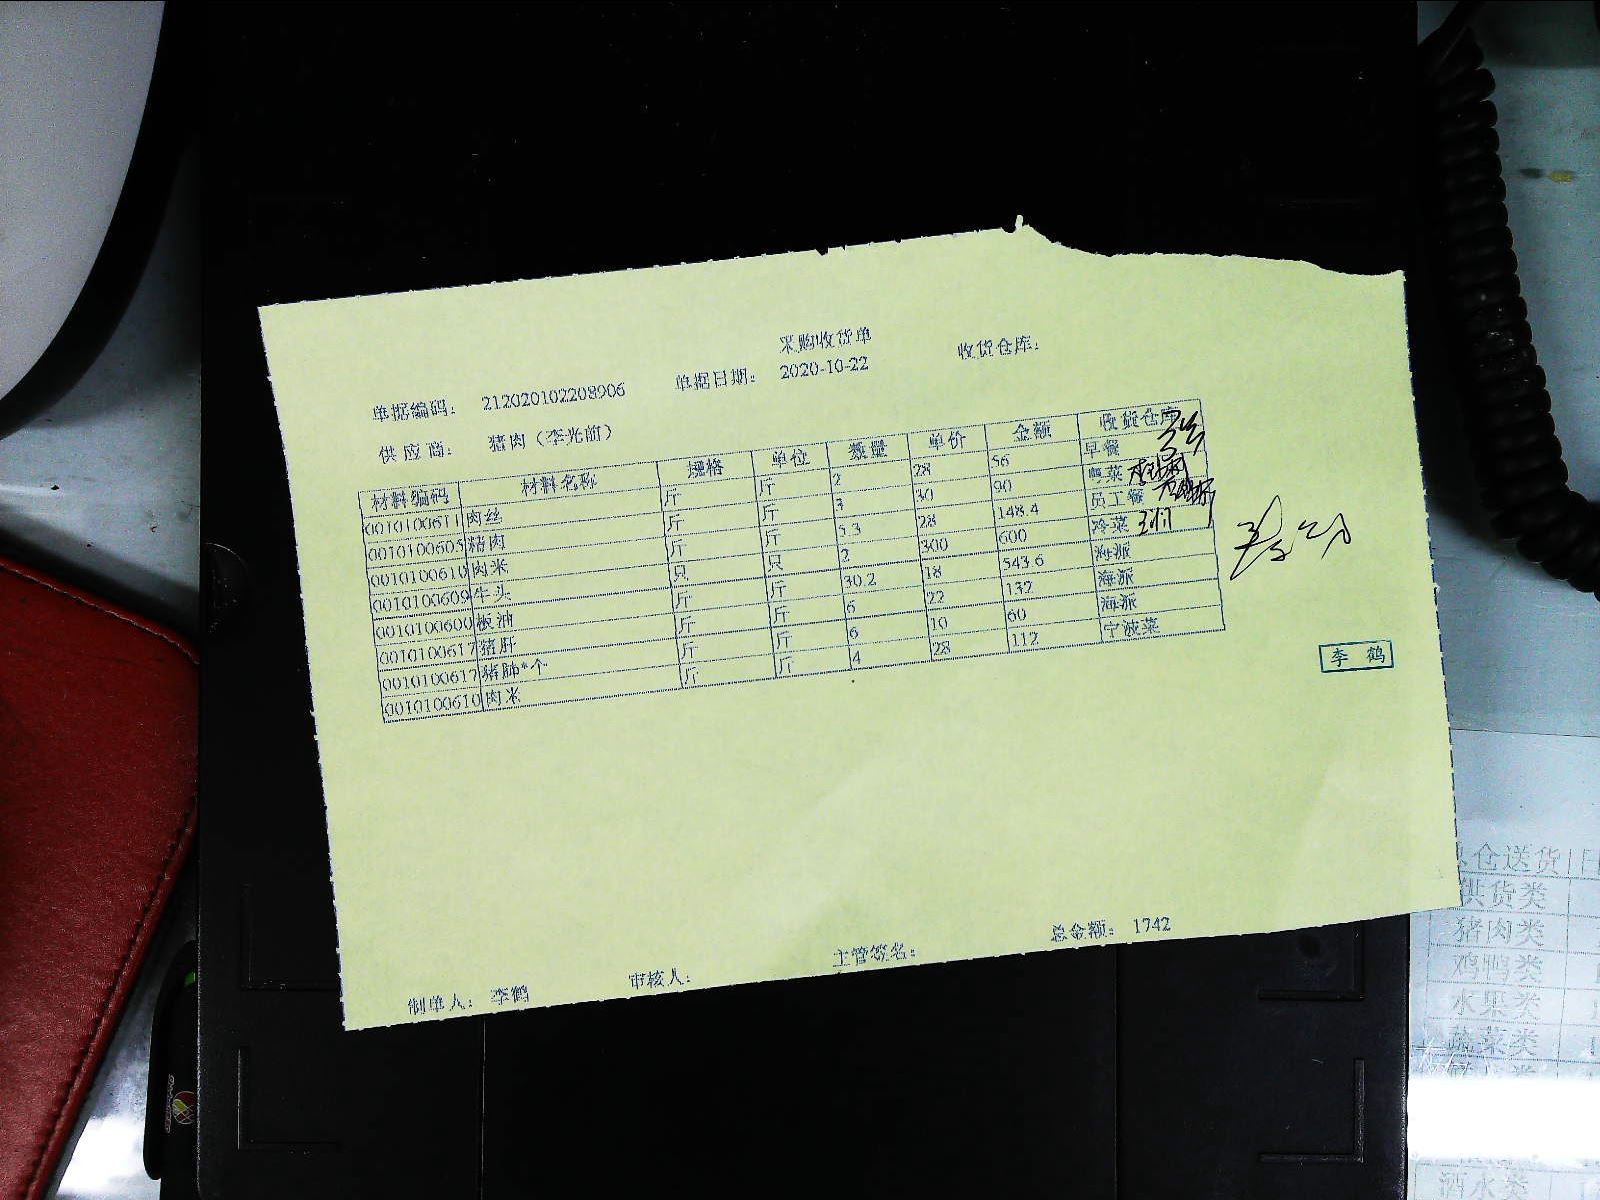 采购收货单
单据编码: 212020102208906 单据日期: 2020-10-22 收货仓库:
供应商: 猪肉（李光前）
材料编码 材料名称 规格 单位 数量 单价 金额 收货仓库
0010100611 肉丝 斤 斤 2 28 56 早餐
0010100605 猪肉 斤 斤 3 30 90 粤菜
0010100610 肉米 斤 斤 5.3 28 148.4 员工餐
0010100609 牛头 只 只 2 300 600 冷菜
0010100600 板油 斤 斤 30.2 18 543.6 海派
0010100617 猪肝 斤 斤 6 22 132 海派
0010100617 猪肺*个 斤 斤 6 10 60 海派
0010100610 肉米 斤 斤 4 28 112 宁波菜
李鹤
制单人: 李鹤 审核人: 主管签名: 总金额: 1742
仓送货
供货类
猪肉类
鸡鸭类
水果类
蔬菜类
酒水类